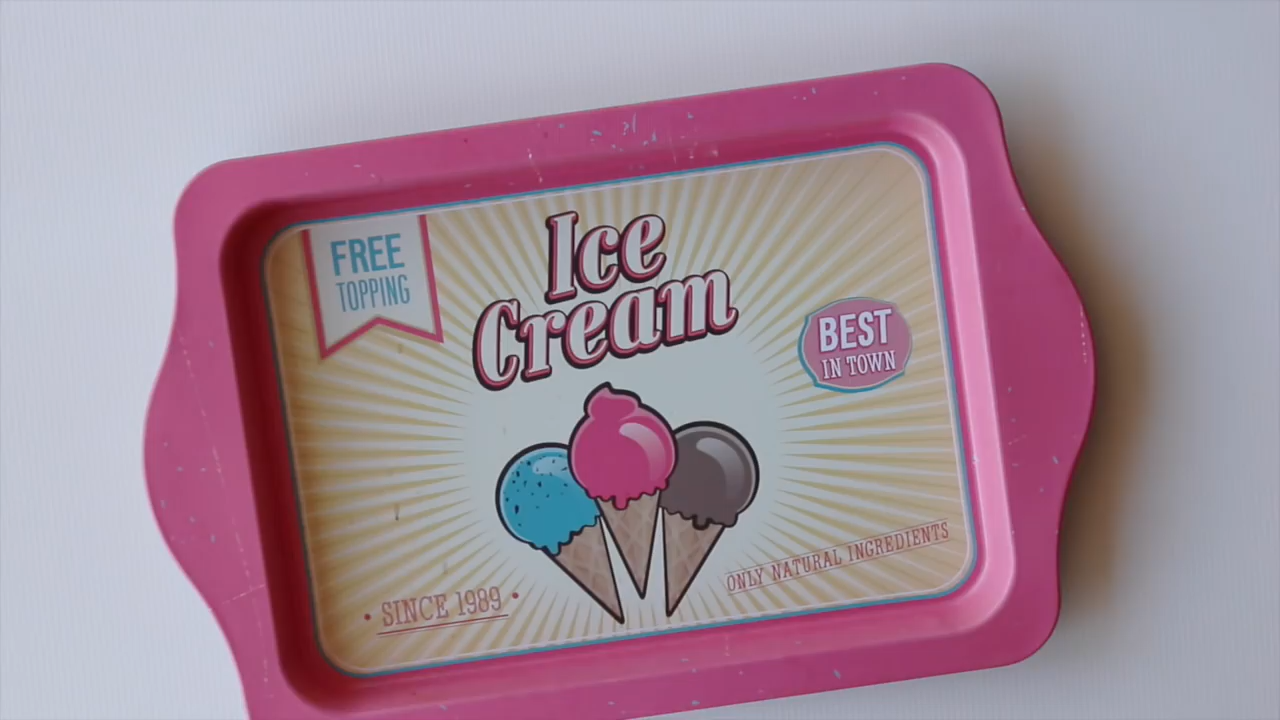 FREE
TOPPING
Ice
Cream
BEST
IN TOWN
ONLY NATURAL INGREDIENTS
• SINCE 1989 •